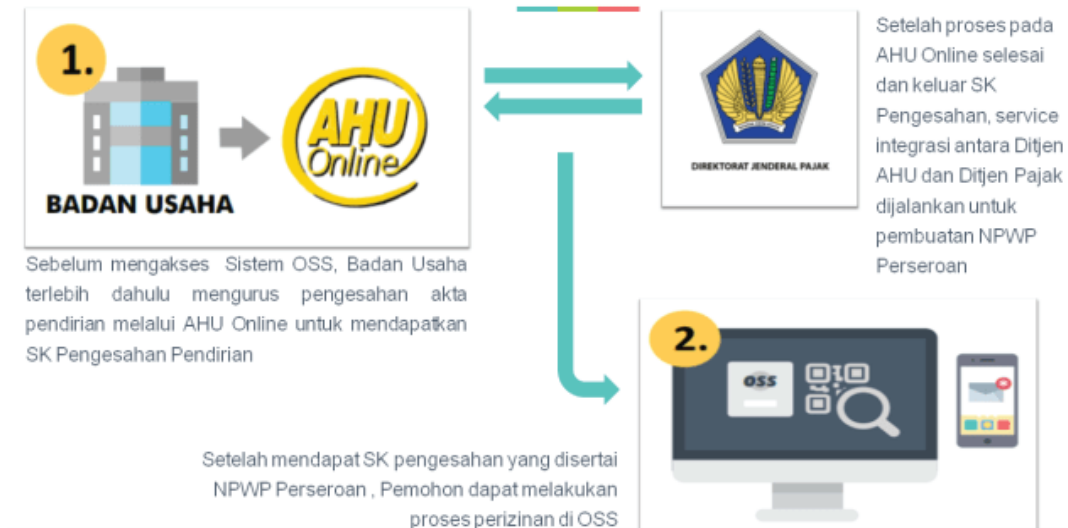 1.
BADAN USAHA
AHU
Online
Sebelum mengakses Sistem OSS, Badan Usaha
terlebih dahulu mengurus pengesahan akta
pendirian melalui AHU Online untuk mendapatkan
SK Pengesahan Pendirian
DIREKTORAT JENDERAL PAJAK
Setelah proses pada
AHU Online selesai
dan keluar SK
Pengesahan, service
integrasi antara Ditjen
AHU dan Ditjen Pajak
dijalankan untuk
pembuatan NPWP
Perseroan
2.
OSS
Setelah mendapat SK pengesahan yang disertai
NPWP Perseroan , Pemohon dapat melakukan
proses perizinan di OSS